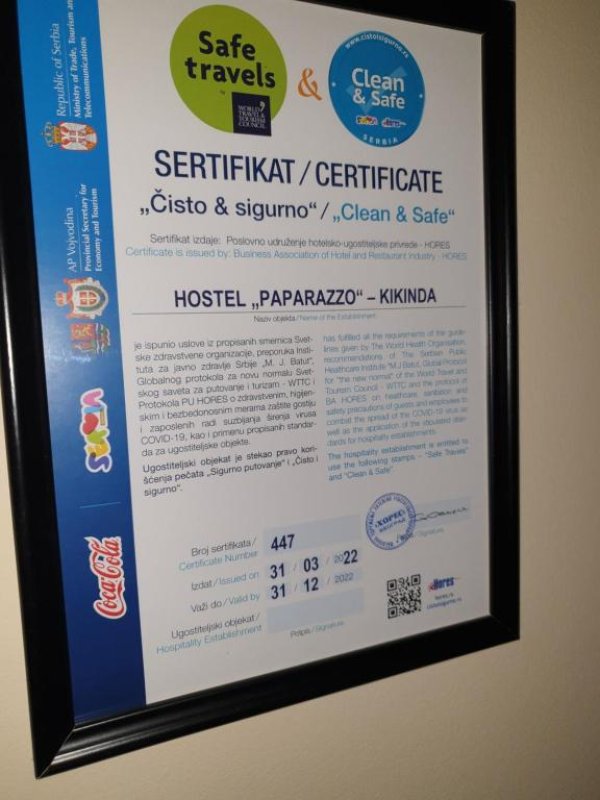 Republic of Serbia
Ministry of Trade, Tourism and
Telecommunications
AP Vojvodina
Provincial Secretary for
Economy and Tourism
Coca-Cola
Safe
travels
by
WORLD
TRAVEL &
TOURISM
COUNCIL
&
www.cistoisigurno.rs
Clean
& Safe
SERBIA
SERTIFIKAT / CERTIFICATE
„Čisto & sigurno“ / „Clean & Safe“
Sertifikat izdaje: Poslovno udruženje hotelsko-ugostiteljske privrede - HORES
Certificate is issued by: Business Association of Hotel and Restaurant Industry - HORES
HOSTEL „PAPARAZZO“ – KIKINDA
Naziv objekta / Name of the Establishment
je ispunio uslove iz propisanih smernica Svet-
ske zdravstvene organizacije, preporuka Insti-
tuta za javno zdravlje Srbije „M. J. Batut“,
Globalnog protokola za novu normalu Svet-
skog saveta za putovanje i turizam - WTTC i
Protokola PU HORES o zdravstvenim, higijen-
skim i bezbednosnim merama zaštite gostiju
i zaposlenih radi suzbijanja širenja virusa
COVID-19, kao i primenu propisanih standar-
da za ugostiteljske objekte.
Ugostiteljski objekat je stekao pravo kori-
šćenja pečata „Sigurno putovanje“ i „Čisto i
sigurno“.
has fulfilled all the requirements of the guide-
lines given by The World Health Organisation,
recommendations of The Serbian Public
Healthcare Institute "MJ Batut, Global Protocol
for "the new normal" of the World Travel and
Tourism Council - WTTC and the protocol of
BA HORES on healthcare, sanitation, and
safety precautions of guests and employees to
combat the spread of the COVID-19 virus as
well as the application of the stipulated stan-
dards for hospitality establishments.
The hospitality establishment is entitled to
use the following stamps – "Safe Travels"
and "Clean & Safe".
Broj sertifikata /
Certificate Number
447
Izdat / Issued on
31 / 03 / 2022
Važi do / Valid by
31 / 12 / 2022
Ugostiteljski objekat /
Hospitality Establishment
Potpis / Signature
ХОРЕС
БЕОГРАД
Signature
Hores
hores.rs
cistoisigurno.rs